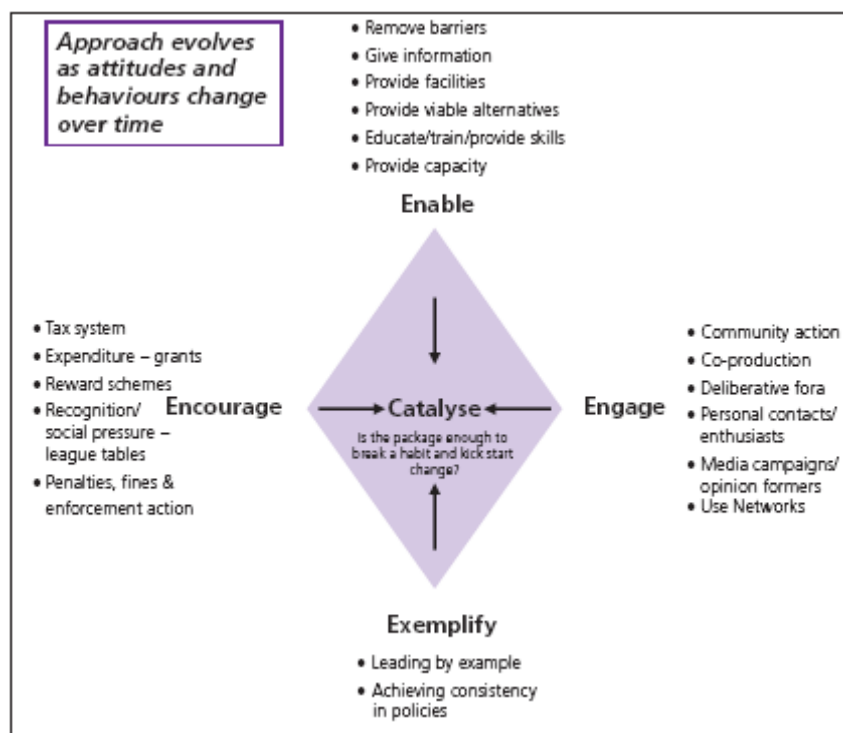 Approach evolves
as attitudes and
behaviours change
over time
• Remove barriers
• Give information
• Provide facilities
• Provide viable alternatives
• Educate/train/provide skills
• Provide capacity
Enable
• Tax system
• Expenditure – grants
• Reward schemes
• Recognition/
social pressure –
league tables
• Penalties, fines &
enforcement action
Encourage
Catalyse
Is the package enough to
break a habit and kick start
change?
Engage
• Community action
• Co-production
• Deliberative fora
• Personal contacts/
enthusiasts
• Media campaigns/
opinion formers
• Use Networks
Exemplify
• Leading by example
• Achieving consistency
in policies